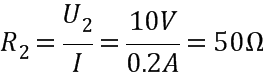 R₂ = U₂/I = 10V/0.2A = 50Ω